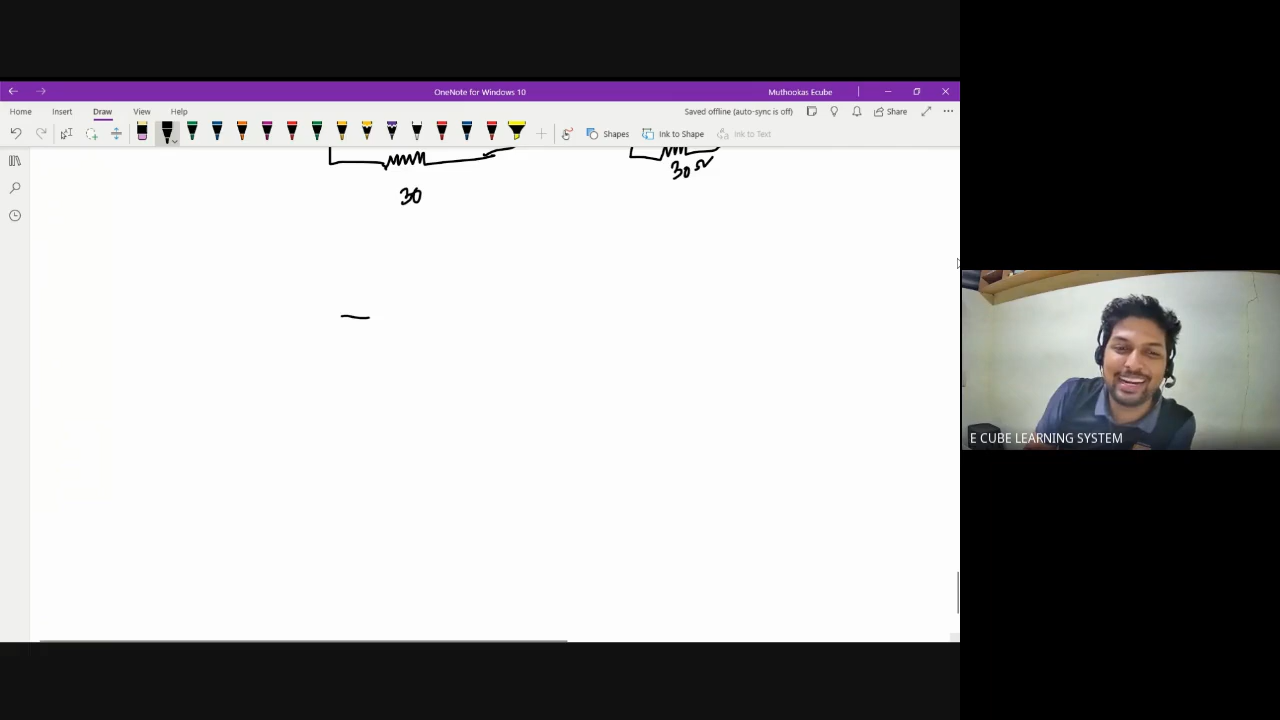 OneNote for Windows 10
Muthookas Ecube
Home Insert Draw View Help
Saved offline (auto-sync is off)
Share
Shapes
Ink to Shape
Ink to Text
30
30 Ω
E CUBE LEARNING SYSTEM